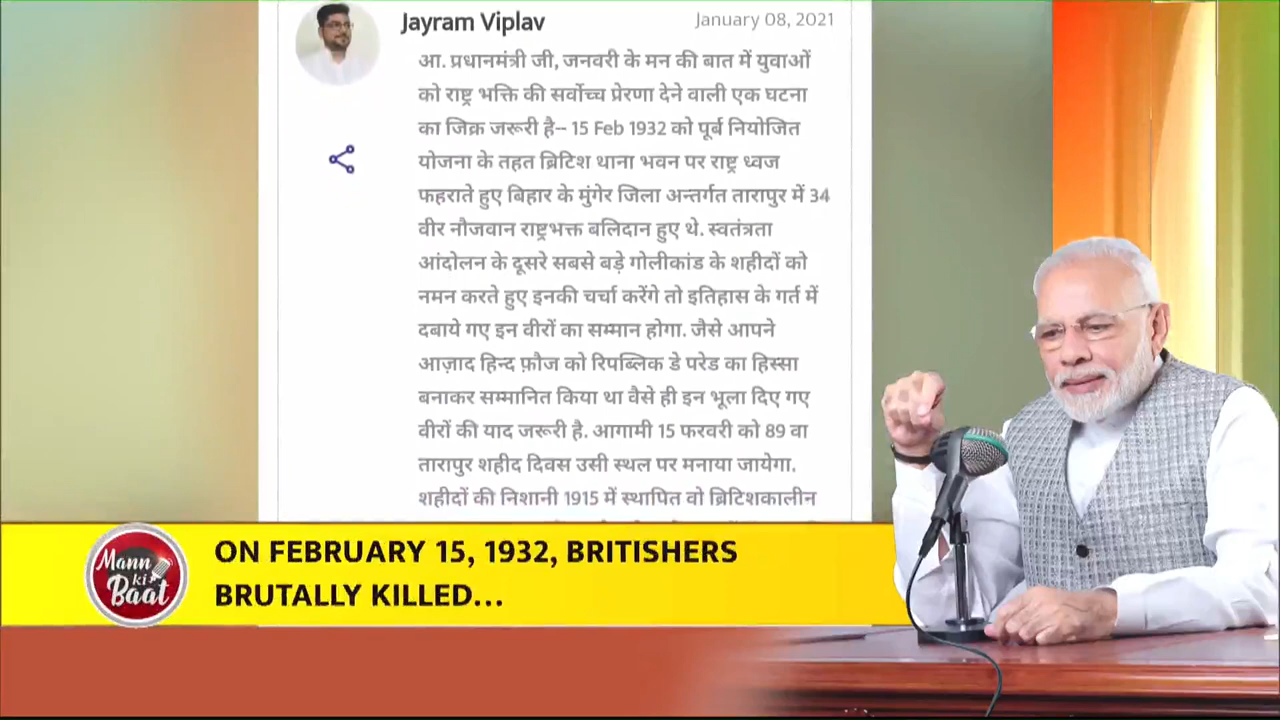 Jayram Viplav
January 08, 2021
आ. प्रधानमंत्री जी, जनवरी के मन की बात में युवाओं
को राष्ट्र भक्ति की सर्वोच्च प्रेरणा देने वाली एक घटना
का जिक्र जरूरी है-- 15 Feb 1932 को पूर्ब नियोजित
योजना के तहत ब्रिटिश थाना भवन पर राष्ट्र ध्वज
फहराते हुए बिहार के मुंगेर जिला अन्तर्गत तारापुर में 34
वीर नौजवान राष्ट्रभक्त बलिदान हुए थे. स्वतंत्रता
आंदोलन के दूसरे सबसे बड़े गोलीकांड के शहीदों को
नमन करते हुए इनकी चर्चा करेंगे तो इतिहास के गर्त में
दबाये गए इन वीरों का सम्मान होगा. जैसे आपने
आज़ाद हिन्द फ़ौज को रिपब्लिक डे परेड का हिस्सा
बनाकर सम्मानित किया था वैसे ही इन भूला दिए गए
वीरों की याद जरूरी है. आगामी 15 फरवरी को 89 वा
तारापुर शहीद दिवस उसी स्थल पर मनाया जायेगा.
शहीदों की निशानी 1915 में स्थापित वो ब्रिटिशकालीन
Mann
ki
Baat
ON FEBRUARY 15, 1932, BRITISHERS
BRUTALLY KILLED...